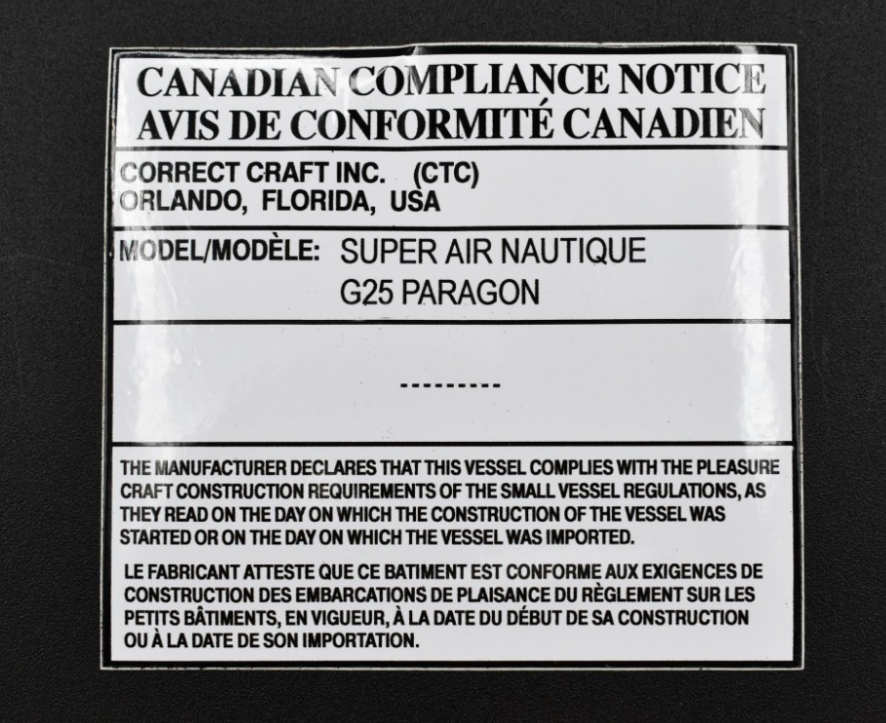 CANADIAN COMPLIANCE NOTICE
AVIS DE CONFORMITÉ CANADIEN
CORRECT CRAFT INC. (CTC)
ORLANDO, FLORIDA, USA
MODEL/MODÈLE: SUPER AIR NAUTIQUE
G25 PARAGON
---------
THE MANUFACTURER DECLARES THAT THIS VESSEL COMPLIES WITH THE PLEASURE
CRAFT CONSTRUCTION REQUIREMENTS OF THE SMALL VESSEL REGULATIONS, AS
THEY READ ON THE DAY ON WHICH THE CONSTRUCTION OF THE VESSEL WAS
STARTED OR ON THE DAY ON WHICH THE VESSEL WAS IMPORTED.
LE FABRICANT ATTESTE QUE CE BATIMENT EST CONFORME AUX EXIGENCES DE
CONSTRUCTION DES EMBARCATIONS DE PLAISANCE DU RÈGLEMENT SUR LES
PETITS BÂTIMENTS, EN VIGUEUR, À LA DATE DU DÉBUT DE SA CONSTRUCTION
OU À LA DATE DE SON IMPORTATION.